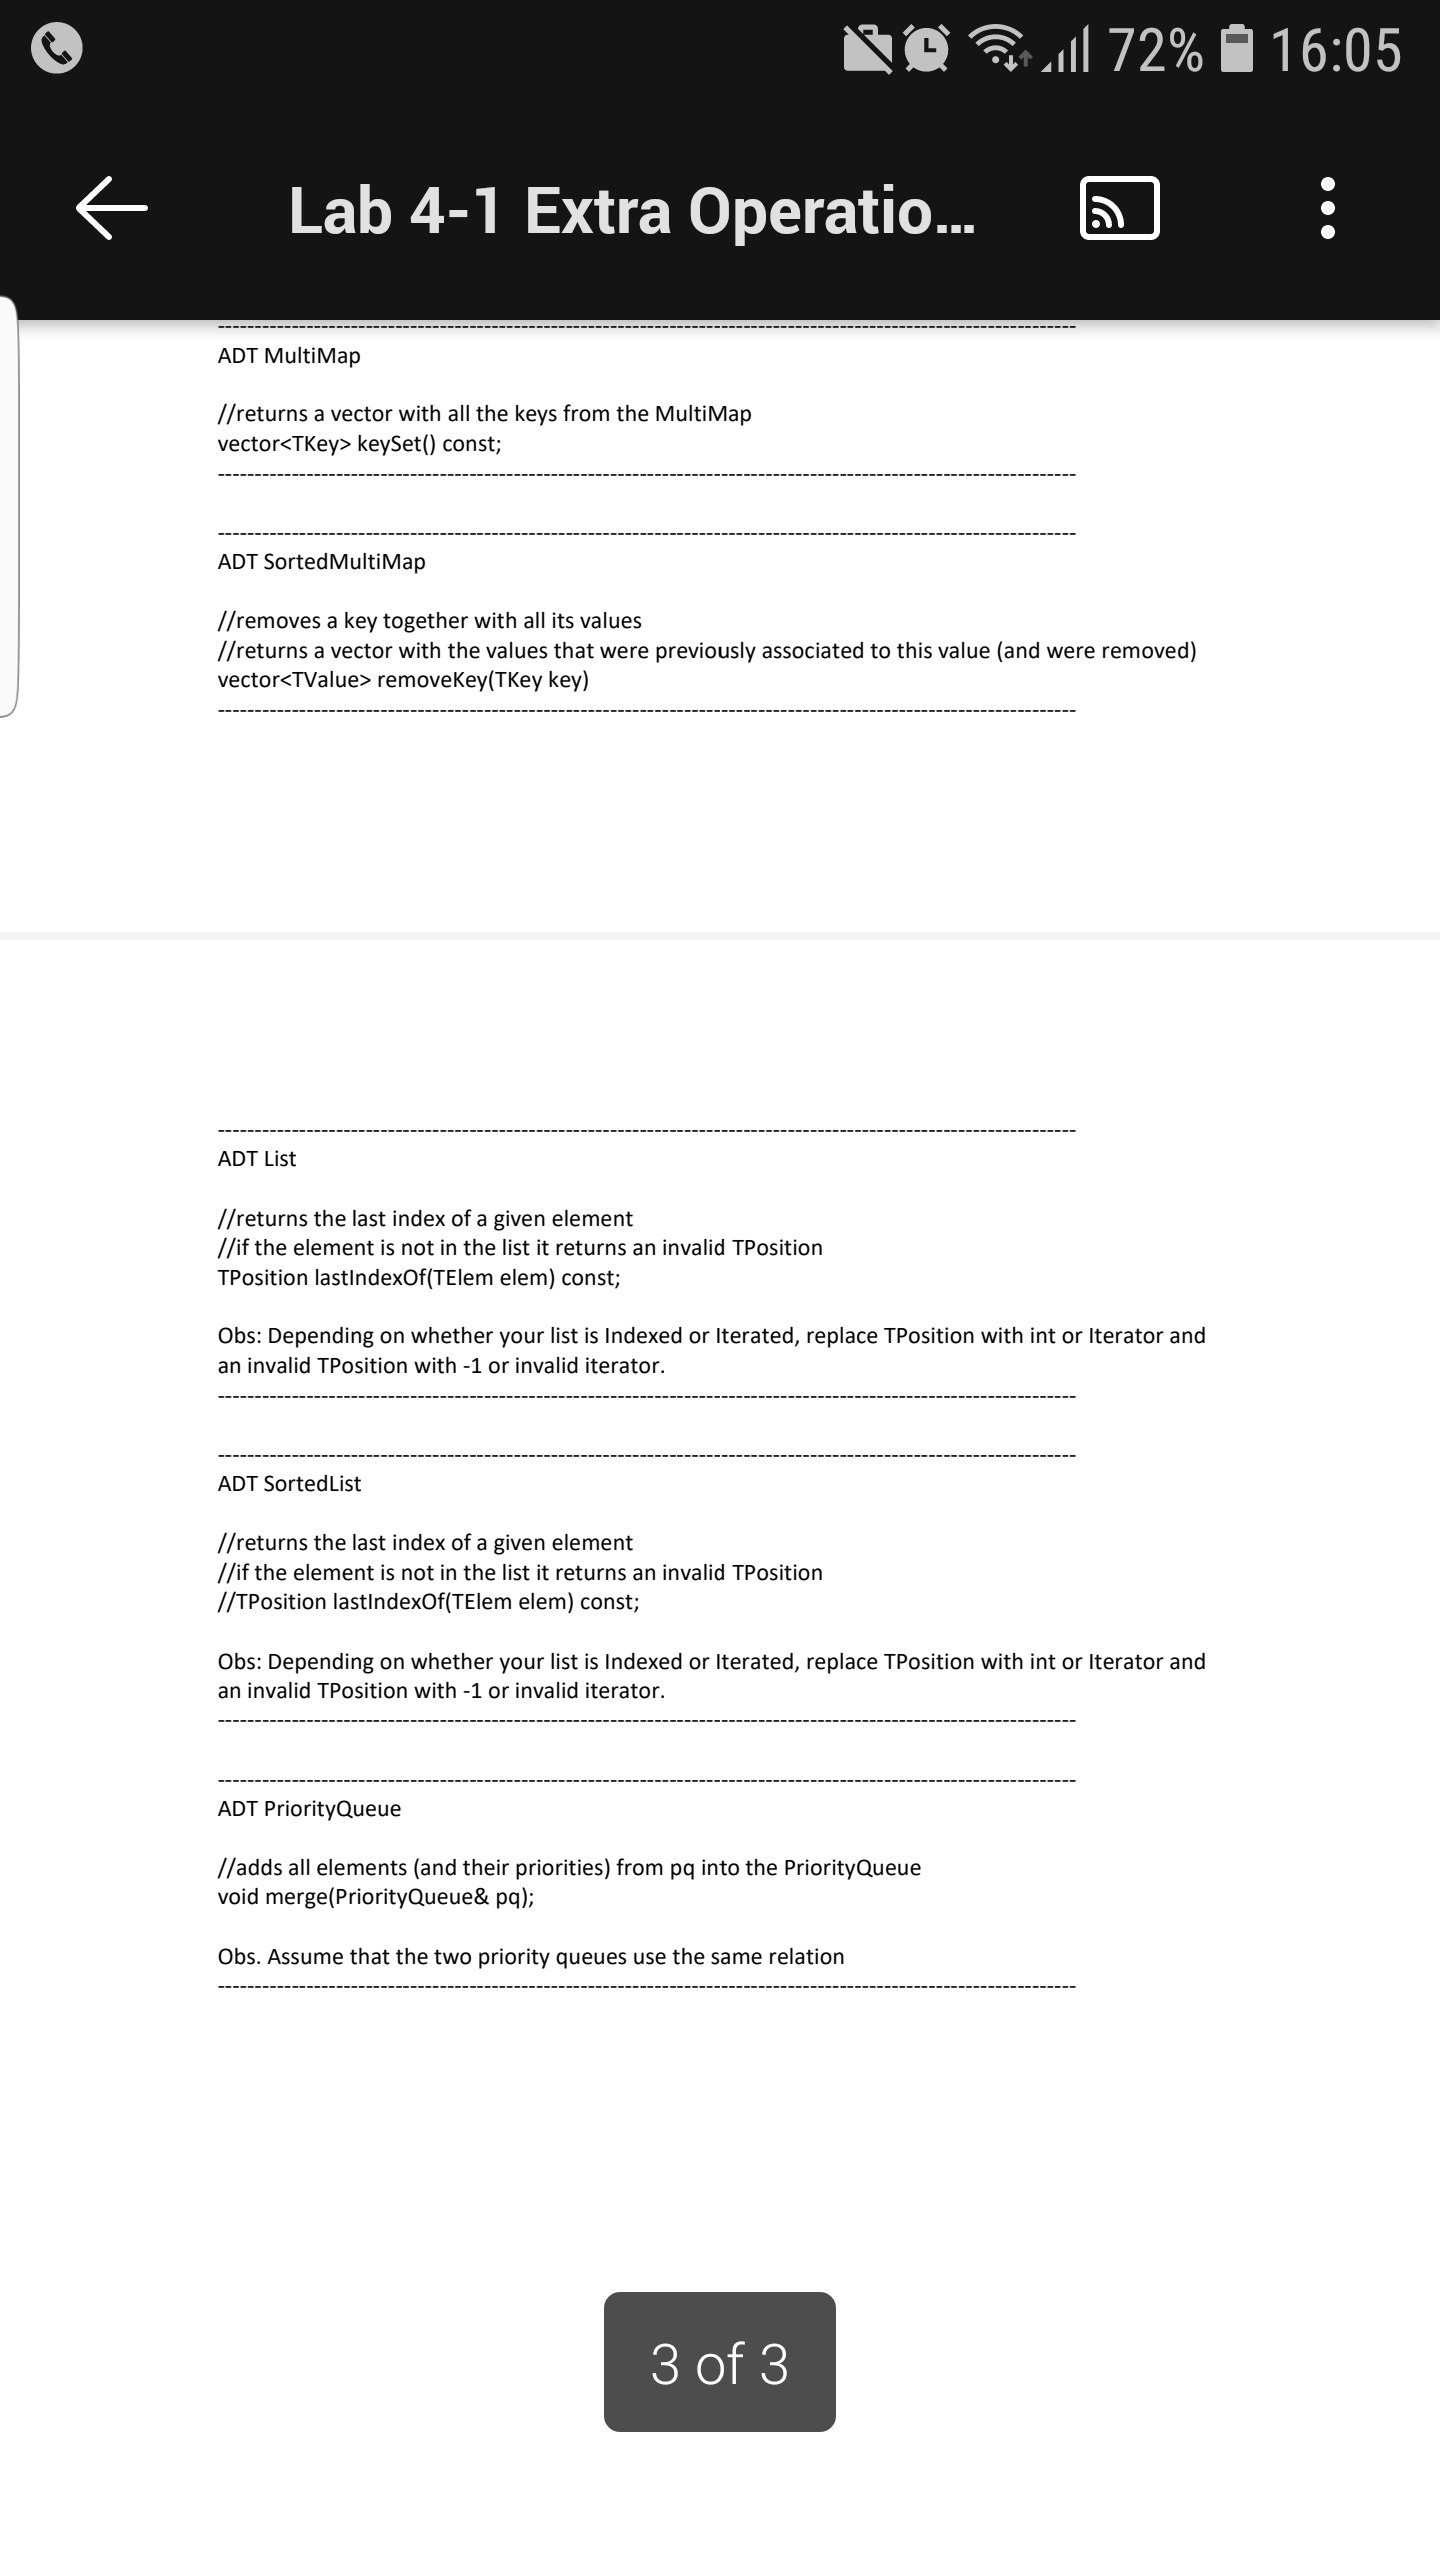 72% 16:05
Lab 4-1 Extra Operatio...
--------------------------------------------------------------------------------------------------------------
ADT MultiMap
//returns a vector with all the keys from the MultiMap
vector<TKey> keySet() const;
--------------------------------------------------------------------------------------------------------------
--------------------------------------------------------------------------------------------------------------
ADT SortedMultiMap
//removes a key together with all its values
//returns a vector with the values that were previously associated to this value (and were removed)
vector<TValue> removeKey(TKey key)
--------------------------------------------------------------------------------------------------------------
--------------------------------------------------------------------------------------------------------------
ADT List
//returns the last index of a given element
//if the element is not in the list it returns an invalid TPosition
TPosition lastIndexOf(TElem elem) const;
Obs: Depending on whether your list is Indexed or Iterated, replace TPosition with int or Iterator and
an invalid TPosition with -1 or invalid iterator.
--------------------------------------------------------------------------------------------------------------
--------------------------------------------------------------------------------------------------------------
ADT SortedList
//returns the last index of a given element
//if the element is not in the list it returns an invalid TPosition
//TPosition lastIndexOf(TElem elem) const;
Obs: Depending on whether your list is Indexed or Iterated, replace TPosition with int or Iterator and
an invalid TPosition with -1 or invalid iterator.
--------------------------------------------------------------------------------------------------------------
--------------------------------------------------------------------------------------------------------------
ADT PriorityQueue
//adds all elements (and their priorities) from pq into the PriorityQueue
void merge(PriorityQueue& pq);
Obs. Assume that the two priority queues use the same relation
--------------------------------------------------------------------------------------------------------------
3 of 3